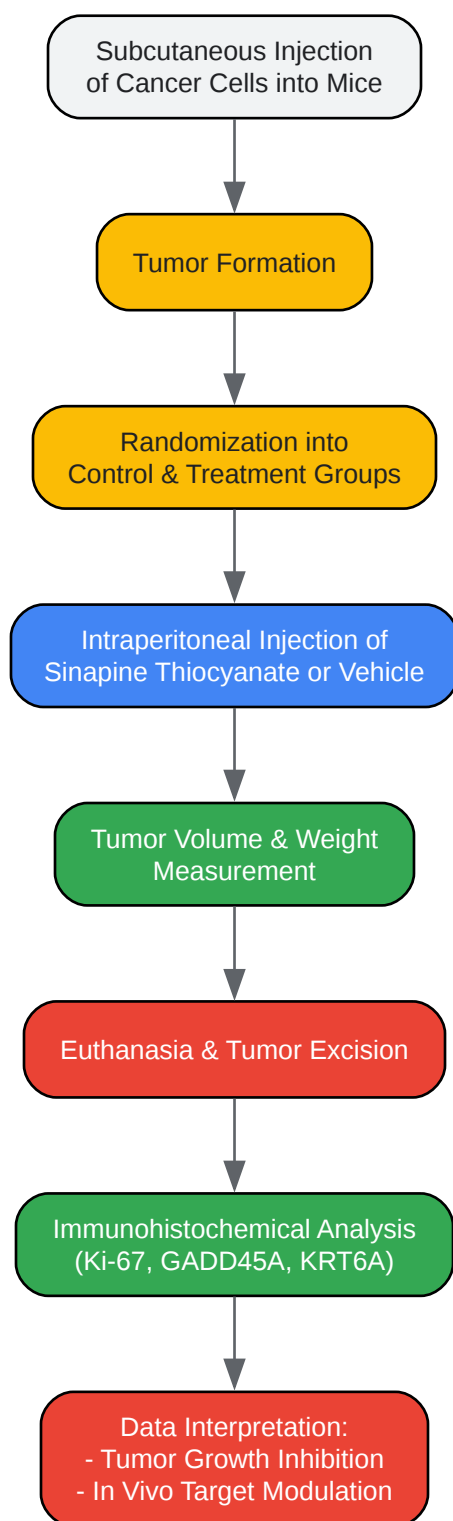 Subcutaneous Injection
of Cancer Cells into Mice
Tumor Formation
Randomization into
Control & Treatment Groups
Intraperitoneal Injection of
Sinapine Thiocyanate or Vehicle
Tumor Volume & Weight
Measurement
Euthanasia & Tumor Excision
Immunohistochemical Analysis
(Ki-67, GADD45A, KRT6A)
Data Interpretation:
- Tumor Growth Inhibition
- In Vivo Target Modulation